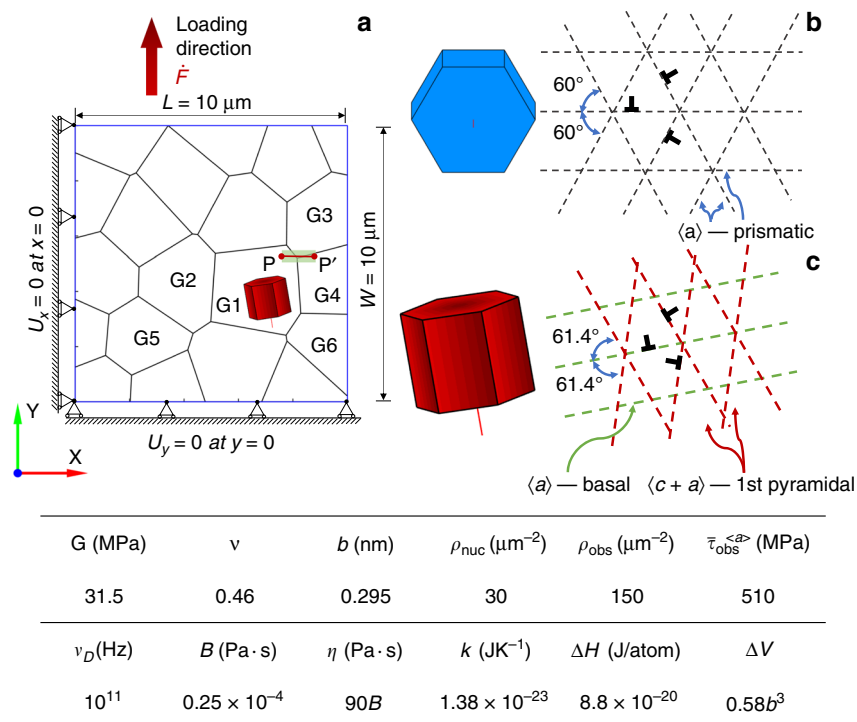 a
Loading
direction
Ḟ
L = 10 μm
W = 10 μm
Uₓ = 0 at x = 0
G3
P
P′
G2
G1
G4
G5
G6
Y
X
U_y = 0 at y = 0
b
60°
60°
⟨a⟩ — prismatic
c
61.4°
61.4°
⟨a⟩ — basal
⟨c + a⟩ — 1st pyramidal
G (MPa) ν b (nm) ρ_nuc (μm⁻²) ρ_obs (μm⁻²) τ̄_obs^<a> (MPa)
31.5 0.46 0.295 30 150 510
ν_D(Hz) B (Pa·s) η (Pa·s) k (JK⁻¹) ΔH (J/atom) ΔV
10¹¹ 0.25 × 10⁻⁴ 90B 1.38 × 10⁻²³ 8.8 × 10⁻²⁰ 0.58b³